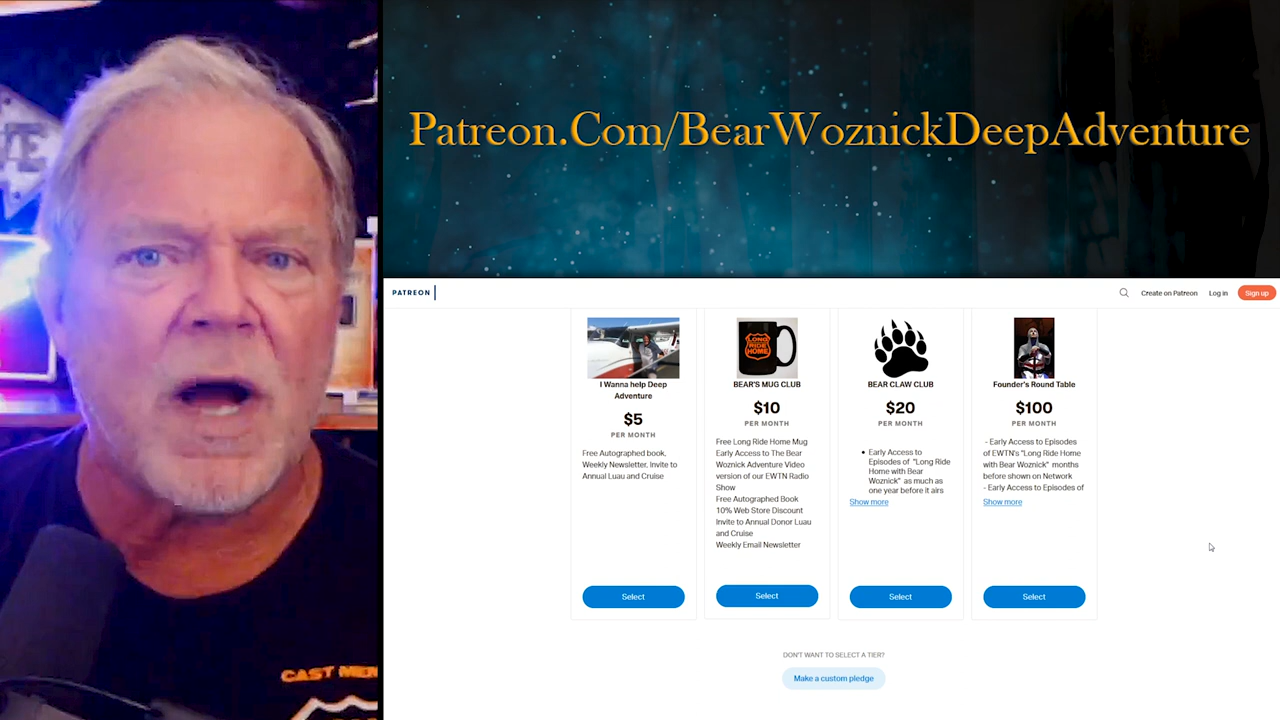 Patreon.Com/BearWoznickDeepAdventure
PATREON
Create on Patreon
Log in
Sign up
I Wanna help Deep
Adventure
$5
PER MONTH
Free Autographed book,
Weekly Newsletter, Invite to
Annual Luau and Cruise
Select
LONG
RIDE
HOME
BEAR'S MUG CLUB
$10
PER MONTH
Free Long Ride Home Mug
Early Access to The Bear
Woznick Adventure Video
version of our EWTN Radio
Show
Free Autographed Book
10% Web Store Discount
Invite to Annual Donor Luau
and Cruise
Weekly Email Newsletter
Select
BEAR CLAW CLUB
$20
PER MONTH
• Early Access to
Episodes of "Long Ride
Home with Bear
Woznick" as much as
one year before it airs
Show more
Select
Founder's Round Table
$100
PER MONTH
- Early Access to Episodes
of EWTN's "Long Ride Home
with Bear Woznick" months
before shown on Network
- Early Access to Episodes of
Show more
Select
DON'T WANT TO SELECT A TIER?
Make a custom pledge
CAST